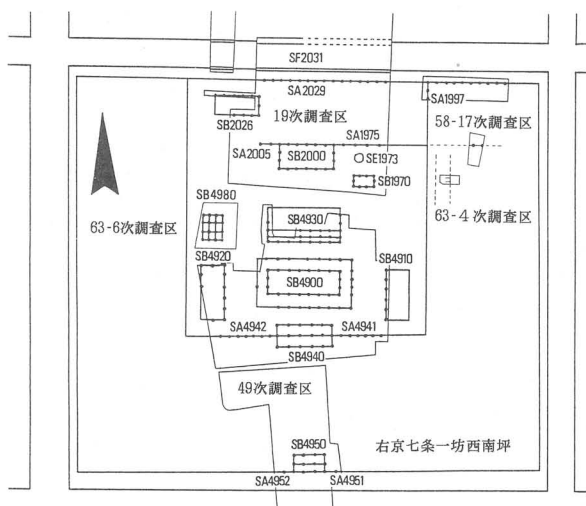 SF2031
SA2029
SA1997
SB2026
19次調査区
58-17次調査区
SA1975
SA2005
SB2000
SE1973
SB1970
SB4980
63-6次調査区
SB4930
63-4次調査区
SB4920
SB4910
SB4900
SA4942
SA4941
SB4940
49次調査区
SB4950
右京七条一坊西南坪
SA4952
SA4951